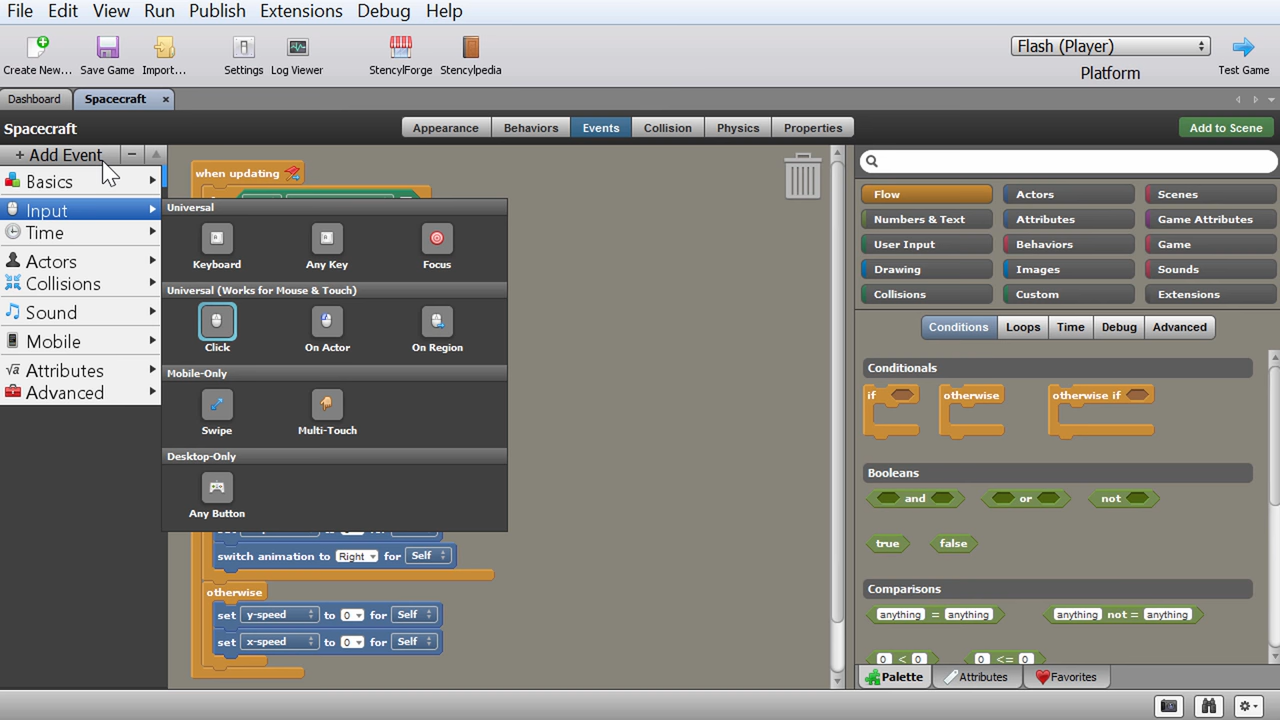 File Edit View Run Publish Extensions Debug Help
Create New... Save Game Import... Settings Log Viewer StencylForge Stencylpedia
Flash (Player)
Platform
Test Game
Dashboard Spacecraft ×
Spacecraft
Appearance Behaviors Events Collision Physics Properties
Add to Scene
+ Add Event −
Basics
Input
Time
Actors
Collisions
Sound
Mobile
√a Attributes
Advanced
Universal
Keyboard Any Key Focus
Universal (Works for Mouse & Touch)
Click On Actor On Region
Mobile-Only
Swipe Multi-Touch
Desktop-Only
Any Button
when updating
switch animation to Right for Self
otherwise
set y-speed to 0 for Self
set x-speed to 0 for Self
Flow Actors Scenes
Numbers & Text Attributes Game Attributes
User Input Behaviors Game
Drawing Images Sounds
Collisions Custom Extensions
Conditions Loops Time Debug Advanced
Conditionals
if otherwise otherwise if
Booleans
and or not
true false
Comparisons
anything = anything anything not = anything
0 < 0 0 <= 0
Palette √a Attributes Favorites